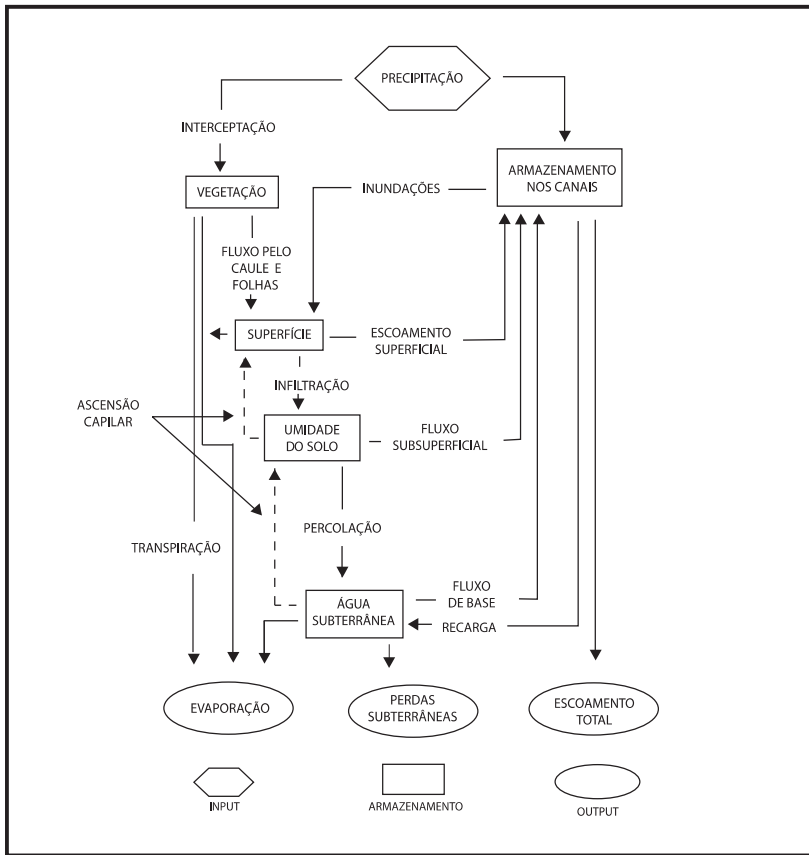 PRECIPITAÇÃO
INTERCEPTAÇÃO
ARMAZENAMENTO
NOS CANAIS
VEGETAÇÃO
INUNDAÇÕES
FLUXO PELO
CAULE E
FOLHAS
SUPERFÍCIE
ESCOAMENTO
SUPERFICIAL
INFILTRAÇÃO
ASCENSÃO
CAPILAR
UMIDADE
DO SOLO
FLUXO
SUBSUPERFICIAL
PERCOLAÇÃO
TRANSPIRAÇÃO
ÁGUA
SUBTERRÂNEA
FLUXO
DE BASE
RECARGA
EVAPORAÇÃO
PERDAS
SUBTERRÂNEAS
ESCOAMENTO
TOTAL
INPUT
ARMAZENAMENTO
OUTPUT